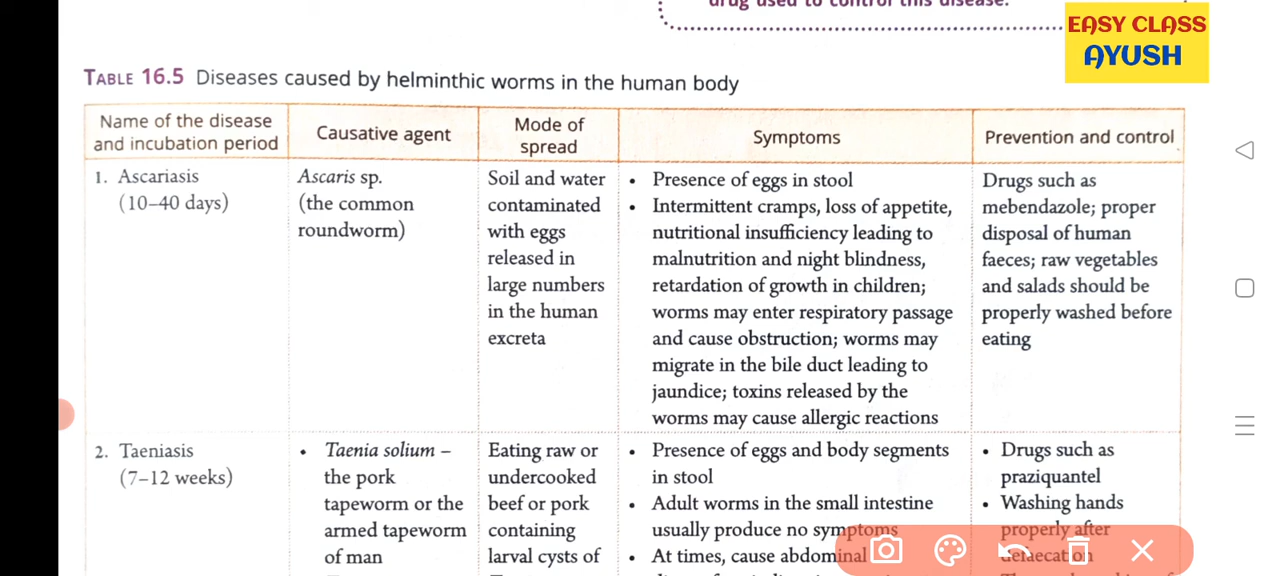 drug used to control this disease.
EASY CLASS
AYUSH
TABLE 16.5 Diseases caused by helminthic worms in the human body
Name of the disease
and incubation period
Causative agent
Mode of
spread
Symptoms
Prevention and control
1. Ascariasis
(10–40 days)
Ascaris sp.
(the common
roundworm)
Soil and water
contaminated
with eggs
released in
large numbers
in the human
excreta
• Presence of eggs in stool
• Intermittent cramps, loss of appetite,
nutritional insufficiency leading to
malnutrition and night blindness,
retardation of growth in children;
worms may enter respiratory passage
and cause obstruction; worms may
migrate in the bile duct leading to
jaundice; toxins released by the
worms may cause allergic reactions
Drugs such as
mebendazole; proper
disposal of human
faeces; raw vegetables
and salads should be
properly washed before
eating
2. Taeniasis
(7–12 weeks)
• Taenia solium –
the pork
tapeworm or the
armed tapeworm
of man
Eating raw or
undercooked
beef or pork
containing
larval cysts of
• Presence of eggs and body segments
in stool
• Adult worms in the small intestine
usually produce no symptoms
• At times, cause abdominal
• Drugs such as
praziquantel
• Washing hands
properly after
defaecation